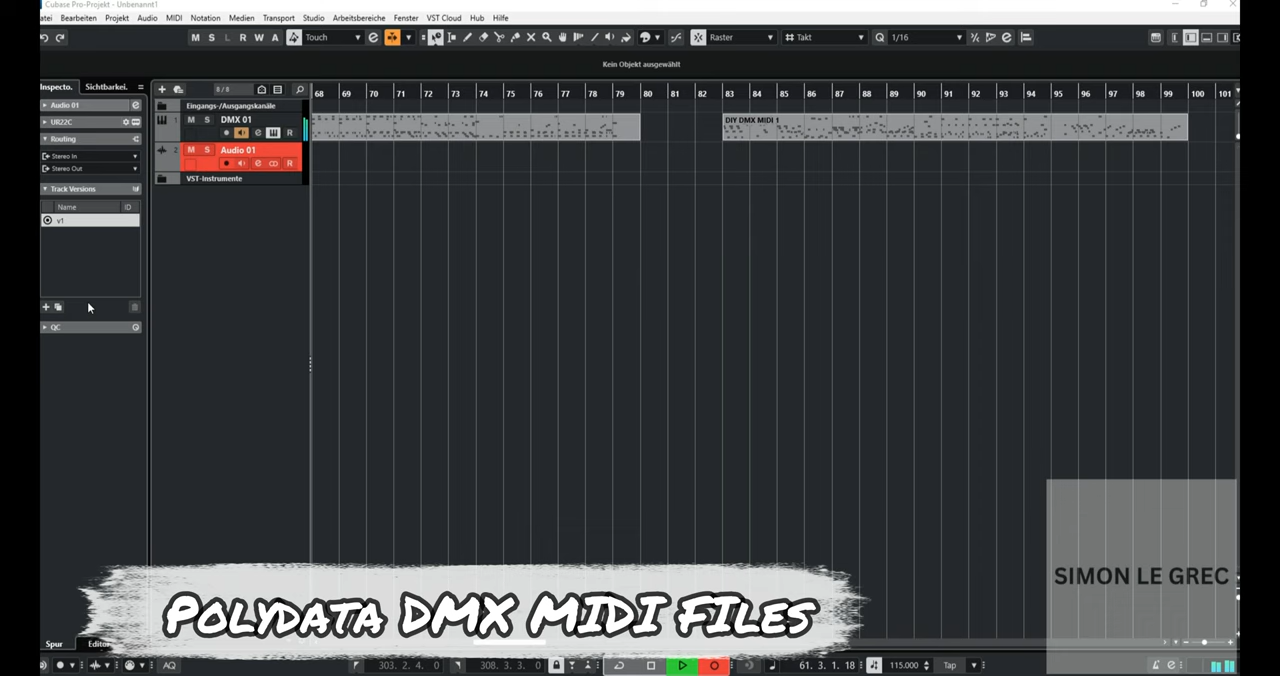 Cubase Pro-Projekt - Unbenannt1
atei Bearbeiten Projekt Audio MIDI Notation Medien Transport Studio Arbeitsbereiche Fenster VST Cloud Hub Hilfe
M S L R W A Touch Raster Takt Q 1/16
Kein Objekt ausgewählt
Inspecto. Sichtbarkei. 8/8 68 69 70 71 72 73 74 75 76 77 78 79 80 81 82 83 84 85 86 87 88 89 90 91 92 93 94 95 96 97 98 99 100 101
Audio 01 Eingangs-/Ausgangskanäle
UR22C 1 M S DMX 01 DIY DMX MIDI 1
R
Routing
Stereo In 2 M S Audio 01
Stereo Out R
VST-Instrumente
Track Versions
Name ID
v1
QC
SIMON LE GREC
Polydata DMX MIDI Files
Spur Editor
AQ 303. 2. 4. 0 308. 3. 3. 0 61. 3. 1. 18 115.000 Tap